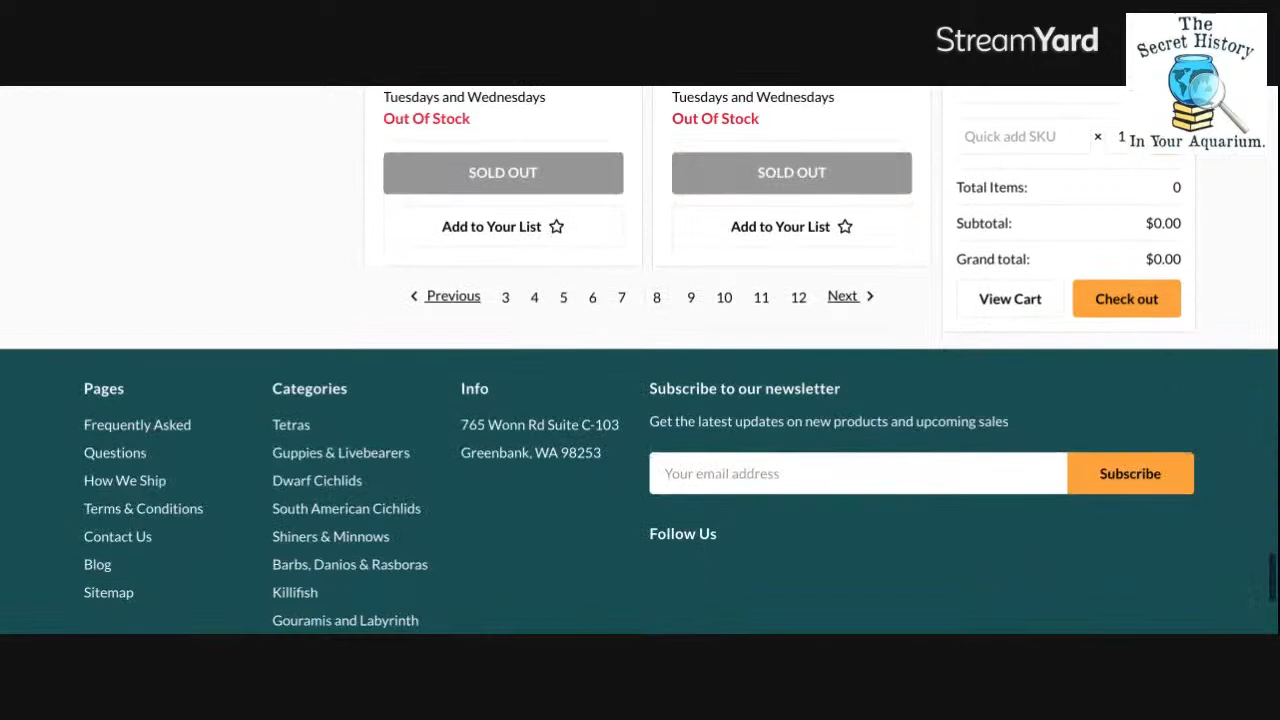 StreamYard
The
Secret History
In Your Aquarium.
Tuesdays and Wednesdays
Out Of Stock
SOLD OUT
Add to Your List
Tuesdays and Wednesdays
Out Of Stock
SOLD OUT
Add to Your List
Quick add SKU × 1
Total Items: 0
Subtotal: $0.00
Grand total: $0.00
View Cart Check out
Previous 3 4 5 6 7 8 9 10 11 12 Next
Pages
Frequently Asked
Questions
How We Ship
Terms & Conditions
Contact Us
Blog
Sitemap
Categories
Tetras
Guppies & Livebearers
Dwarf Cichlids
South American Cichlids
Shiners & Minnows
Barbs, Danios & Rasboras
Killifish
Gouramis and Labyrinth
Info
765 Wonn Rd Suite C-103
Greenbank, WA 98253
Subscribe to our newsletter
Get the latest updates on new products and upcoming sales
Your email address Subscribe
Follow Us